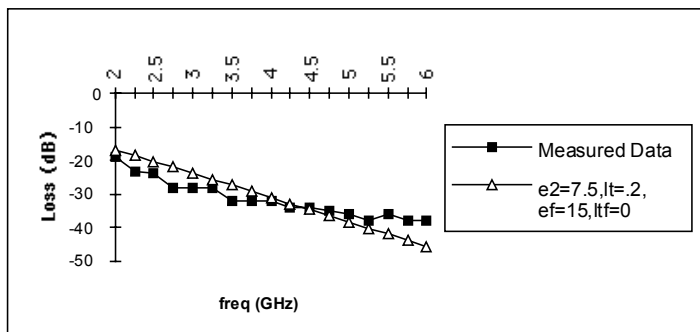 2 2.5 3 3.5 4 4.5 5 5.5 6
0
-10
-20
-30
-40
-50
Loss (dB)
freq (GHz)
Measured Data
e2=7.5,lt=.2,
ef=15,ltf=0